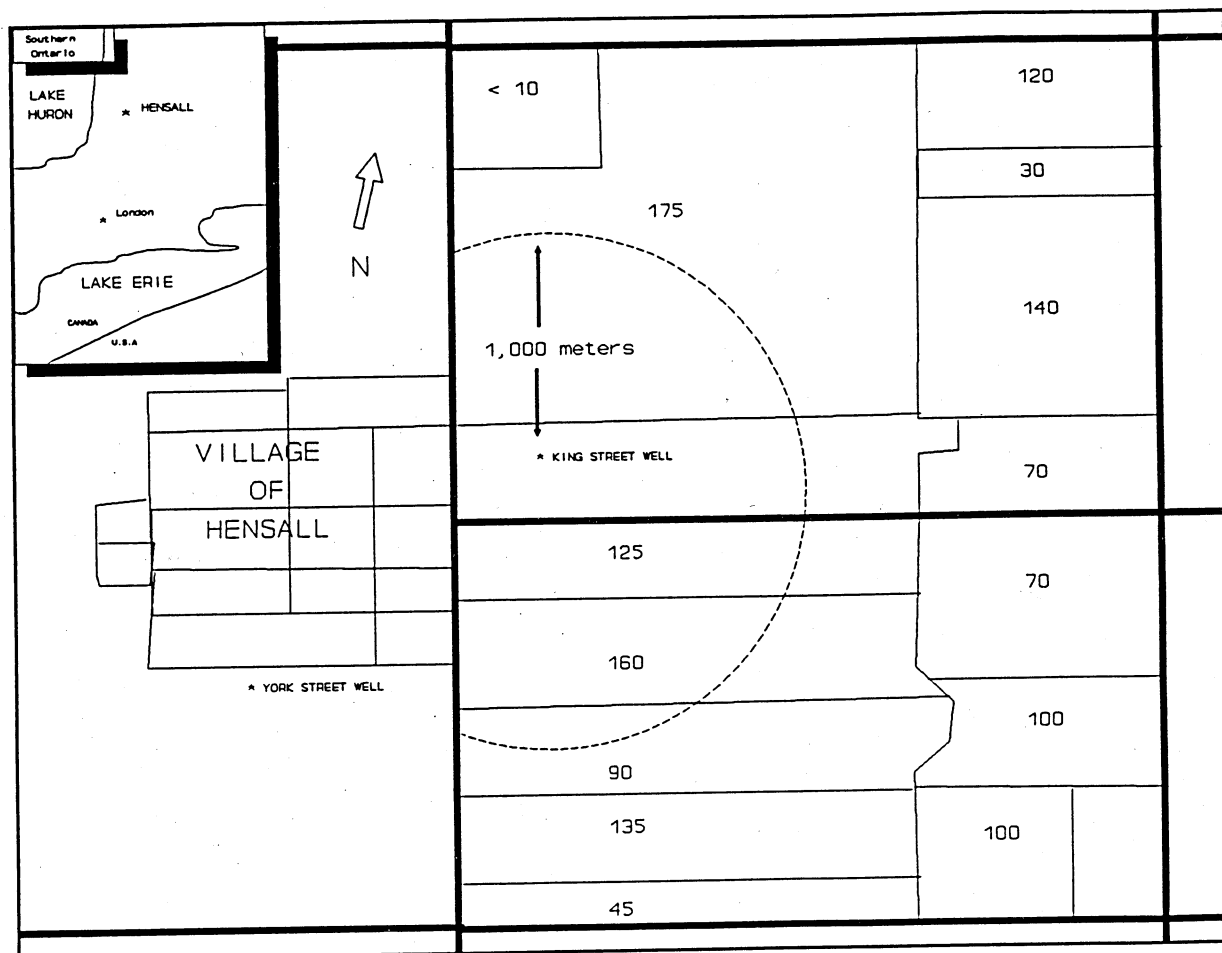 Southern
Ontario
LAKE
HURON
* HENSALL
* London
LAKE ERIE
CANADA
U.S.A
N
< 10
120
30
175
140
1,000 meters
* KING STREET WELL
70
VILLAGE
OF
HENSALL
125
70
160
* YORK STREET WELL
100
90
135
100
45